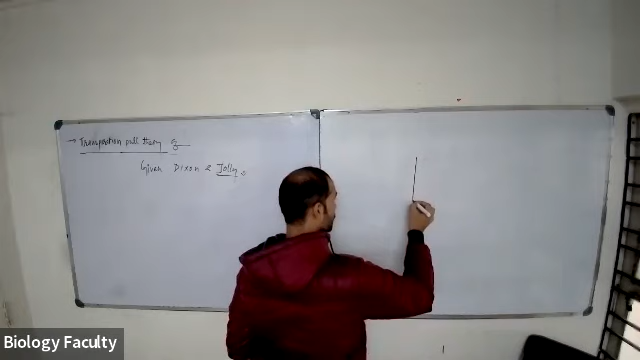 → Transpiration pull theory :-
Given Dixon & Jolly.
Biology Faculty